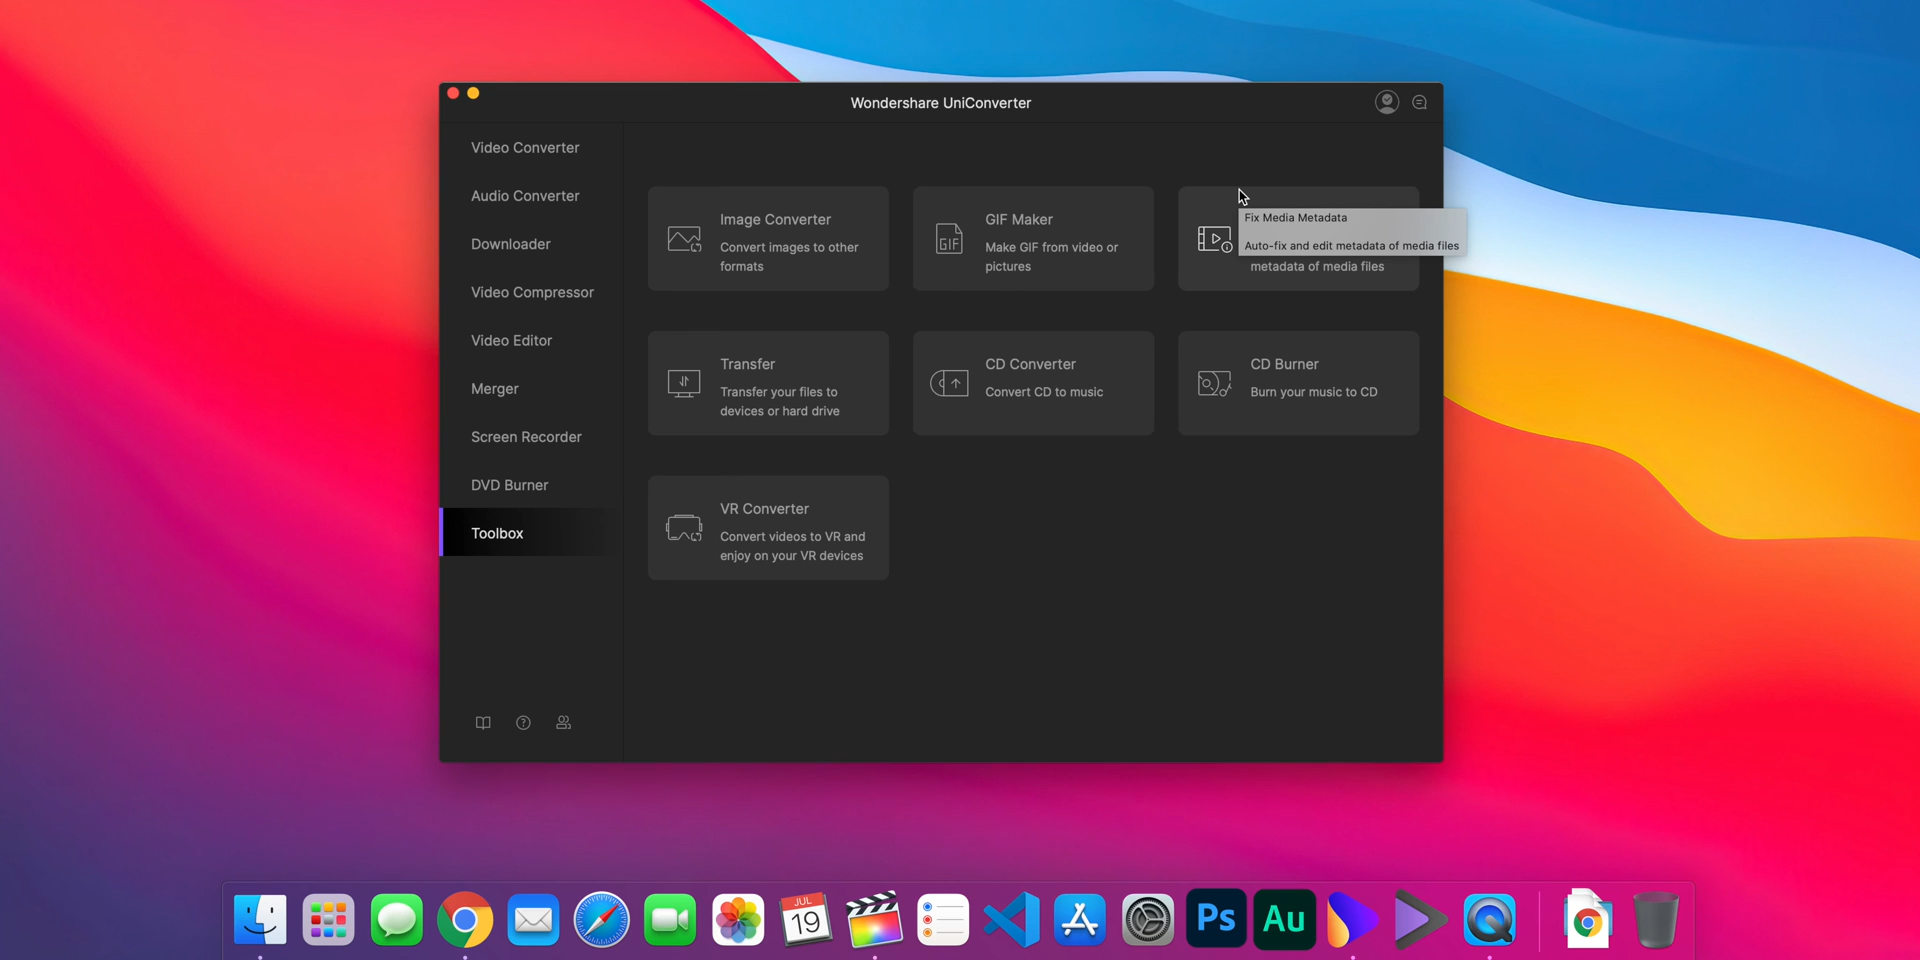 Wondershare UniConverter
Video Converter
Audio Converter
Downloader
Video Compressor
Video Editor
Merger
Screen Recorder
DVD Burner
Toolbox
Image Converter
Convert images to other
formats
GIF
GIF Maker
Make GIF from video or
pictures
Fix Media Metadata
Auto-fix and edit metadata of media files
metadata of media files
Transfer
Transfer your files to
devices or hard drive
CD Converter
Convert CD to music
CD Burner
Burn your music to CD
VR Converter
Convert videos to VR and
enjoy on your VR devices
JUL
19
Ps
Au